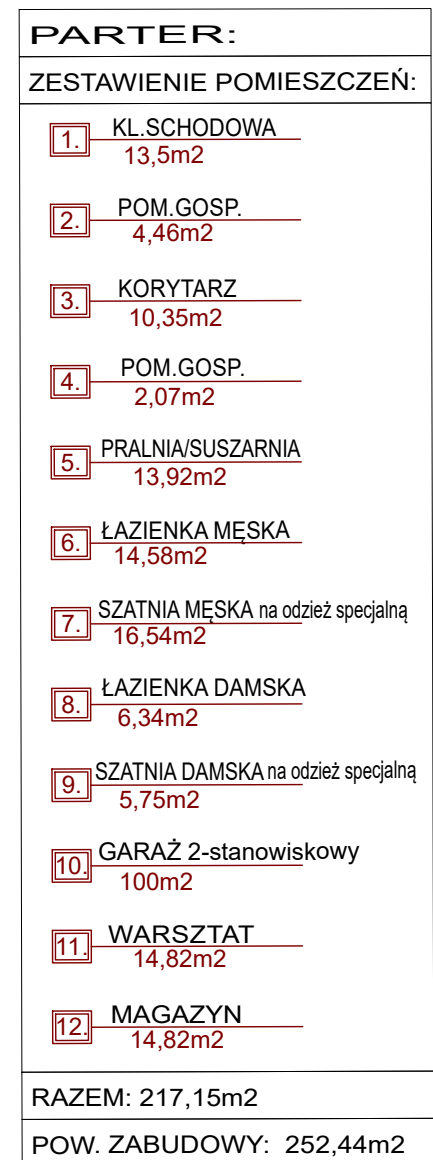 PARTER:
ZESTAWIENIE POMIESZCZEŃ:
1. KL.SCHODOWA
13,5m2
2. POM.GOSP.
4,46m2
3. KORYTARZ
10,35m2
4. POM.GOSP.
2,07m2
5. PRALNIA/SUSZARNIA
13,92m2
6. ŁAZIENKA MĘSKA
14,58m2
7. SZATNIA MĘSKA na odzież specjalną
16,54m2
8. ŁAZIENKA DAMSKA
6,34m2
9. SZATNIA DAMSKA na odzież specjalną
5,75m2
10. GARAŻ 2-stanowiskowy
100m2
11. WARSZTAT
14,82m2
12. MAGAZYN
14,82m2
RAZEM: 217,15m2
POW. ZABUDOWY: 252,44m2